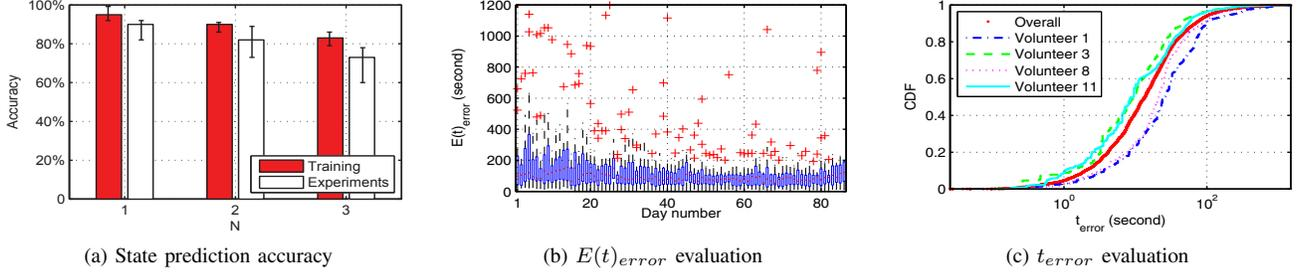 100%
80%
60%
40%
20%
0
Accuracy
1
2
3
N
Training
Experiments
(a) State prediction accuracy
1200
1000
800
600
400
200
0
E(t)error (second)
1
20
40
60
80
Day number
(b) E(t)error evaluation
1
0.8
0.6
0.4
0.2
0
CDF
Overall
Volunteer 1
Volunteer 3
Volunteer 8
Volunteer 11
10^0
10^2
terror (second)
(c) terror evaluation